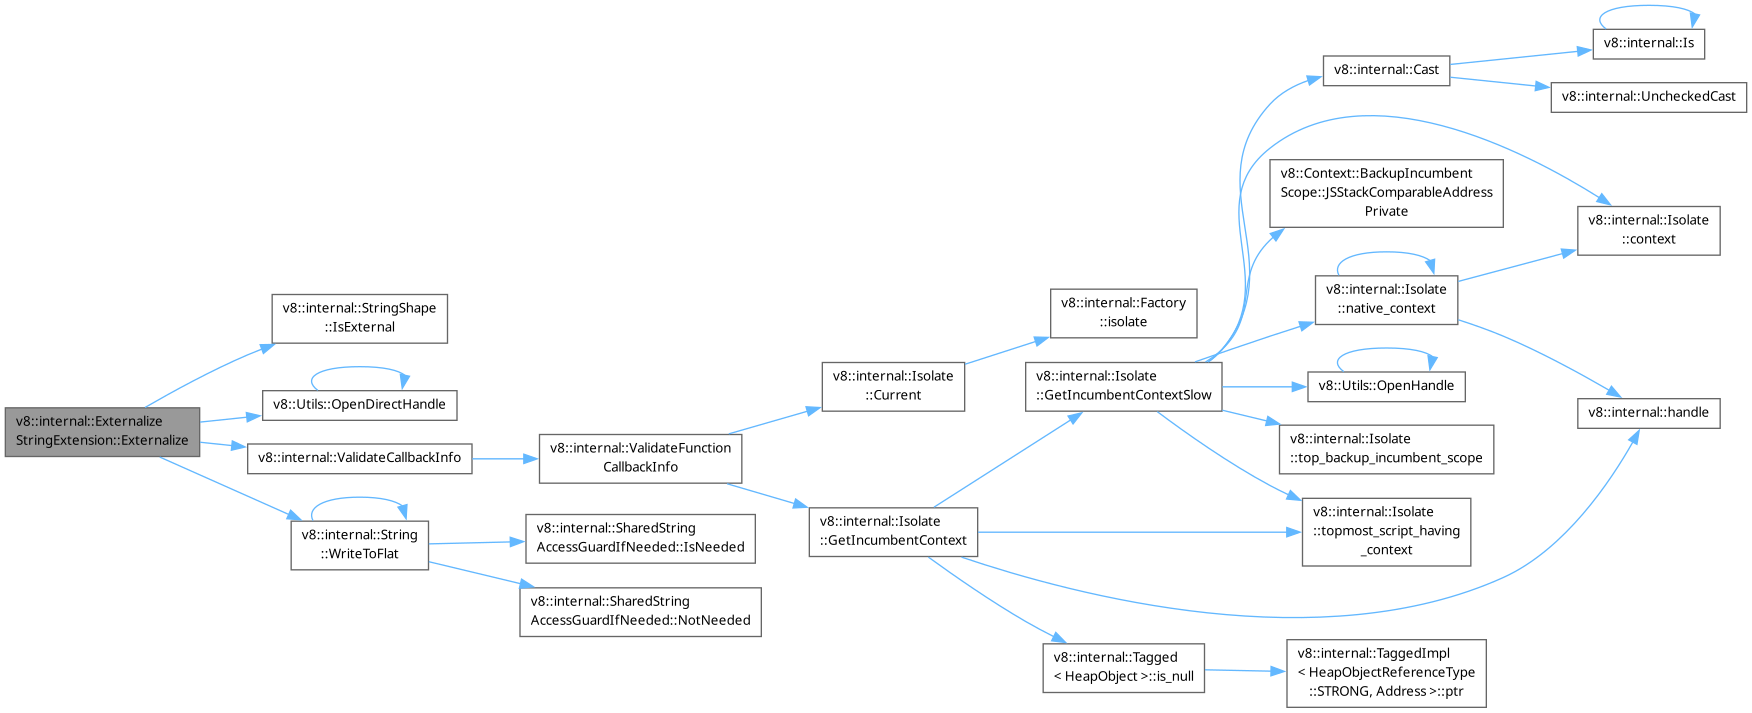 v8::internal::Externalize
StringExtension::Externalize
v8::internal::StringShape
::IsExternal
v8::Utils::OpenDirectHandle
v8::internal::ValidateCallbackInfo
v8::internal::String
::WriteToFlat
v8::internal::ValidateFunction
CallbackInfo
v8::internal::SharedString
AccessGuardIfNeeded::IsNeeded
v8::internal::SharedString
AccessGuardIfNeeded::NotNeeded
v8::internal::Isolate
::Current
v8::internal::Isolate
::GetIncumbentContext
v8::internal::Factory
::isolate
v8::internal::Isolate
::GetIncumbentContextSlow
v8::internal::Tagged
< HeapObject >::is_null
v8::internal::Cast
v8::Context::BackupIncumbent
Scope::JSStackComparableAddress
Private
v8::internal::Isolate
::native_context
v8::Utils::OpenHandle
v8::internal::Isolate
::top_backup_incumbent_scope
v8::internal::Isolate
::topmost_script_having
_context
v8::internal::TaggedImpl
< HeapObjectReferenceType
::STRONG, Address >::ptr
v8::internal::Is
v8::internal::UncheckedCast
v8::internal::Isolate
::context
v8::internal::handle